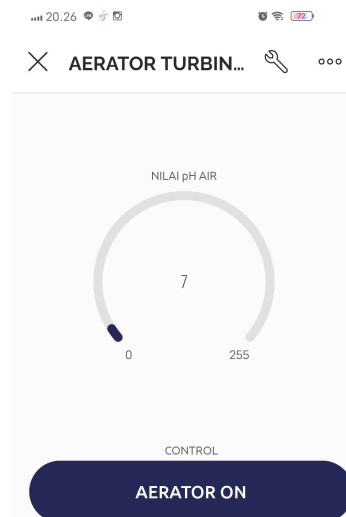 20.26
72
AERATOR TURBIN...
NILAI pH AIR
7
0
255
CONTROL
AERATOR ON